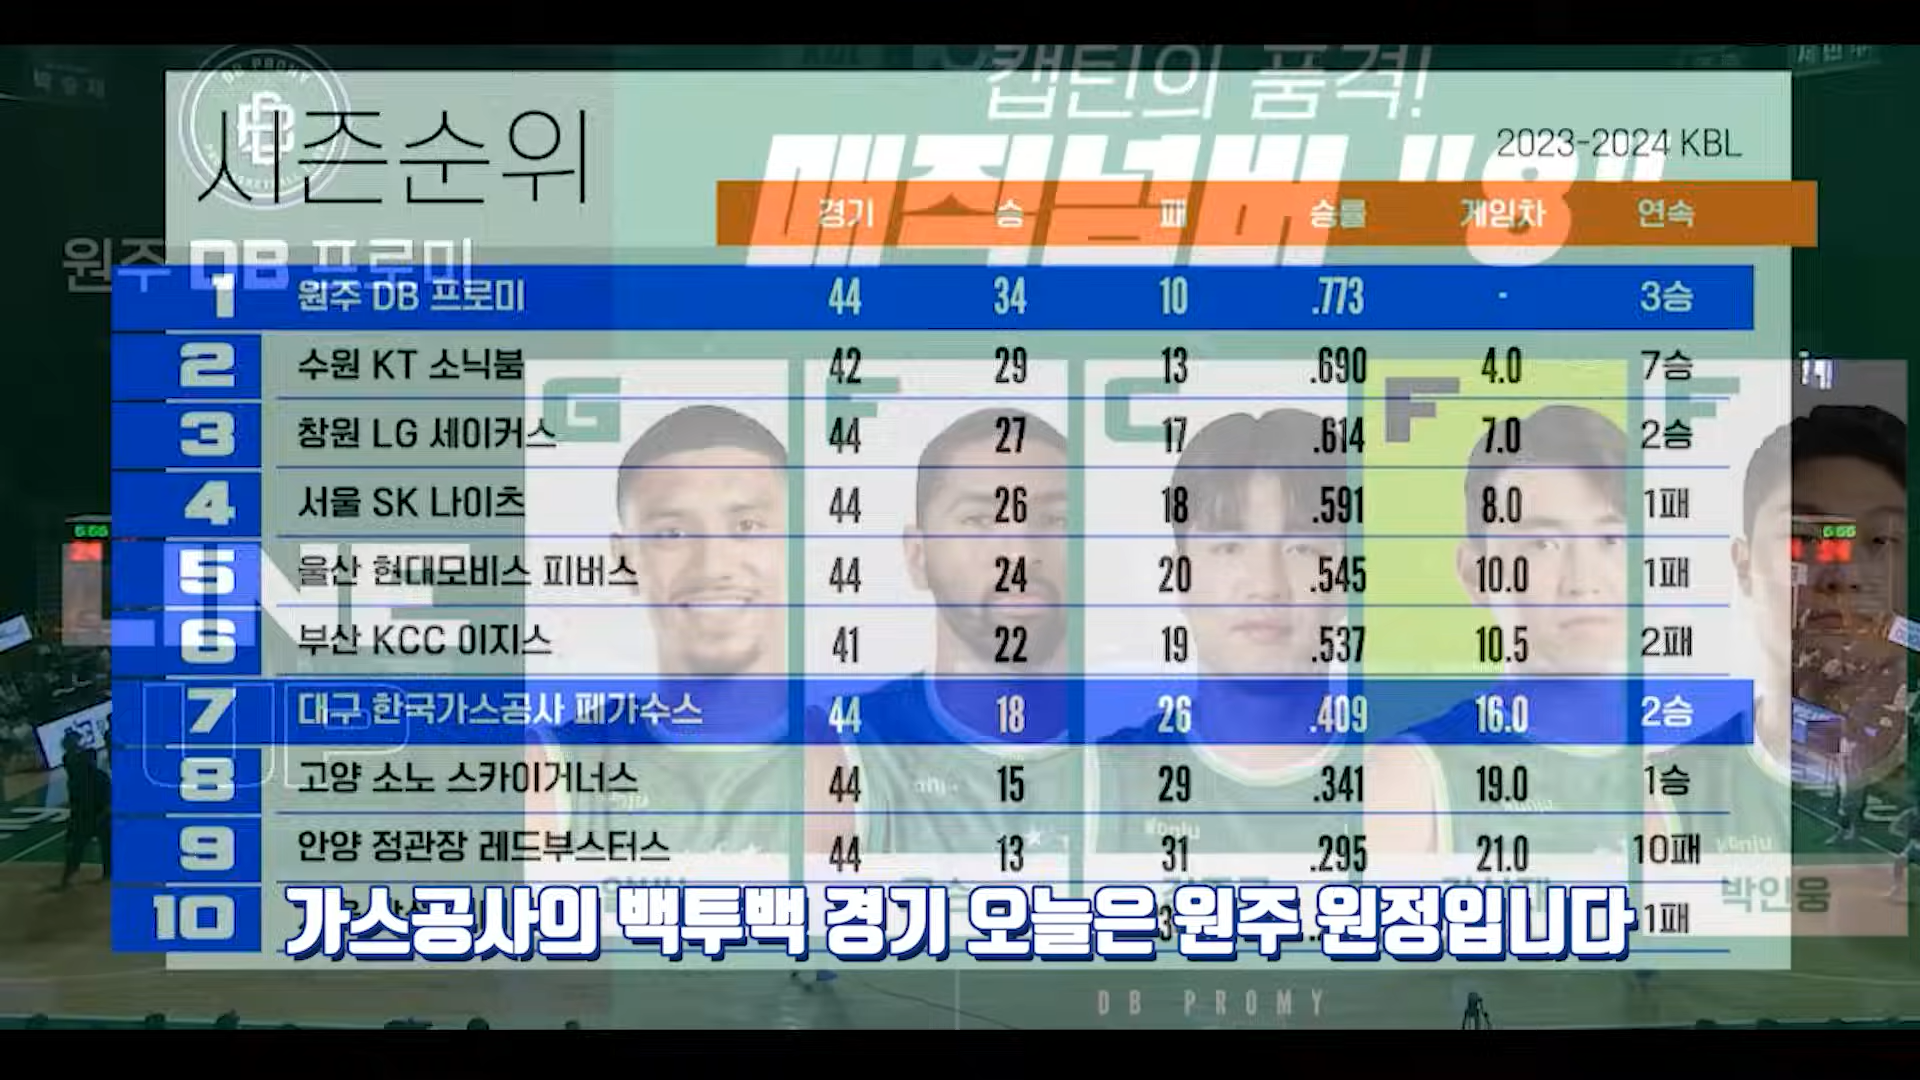 캡틴의 품격!
매직넘버 "8"
시즌순위
2023-2024 KBL
경기 승 패 승률 게임차 연속
원주 DB 프로미
1 원주 DB 프로미 44 34 10 .773 - 3승
2 수원 KT 소닉붐 42 29 13 .690 4.0 7승
3 창원 LG 세이커스 44 27 17 .614 7.0 2승
4 서울 SK 나이츠 44 26 18 .591 8.0 1패
5 울산 현대모비스 피버스 44 24 20 .545 10.0 1패
6 부산 KCC 이지스 41 22 19 .537 10.5 2패
7 대구 한국가스공사 페가수스 44 18 26 .409 16.0 2승
8 고양 소노 스카이거너스 44 15 29 .341 19.0 1승
9 안양 정관장 레드부스터스 44 13 31 .295 21.0 10패
10 1패
G F C F F
LINE
UP
박인웅
가스공사의 백투백 경기 오늘은 원주 원정입니다
DB PROMY